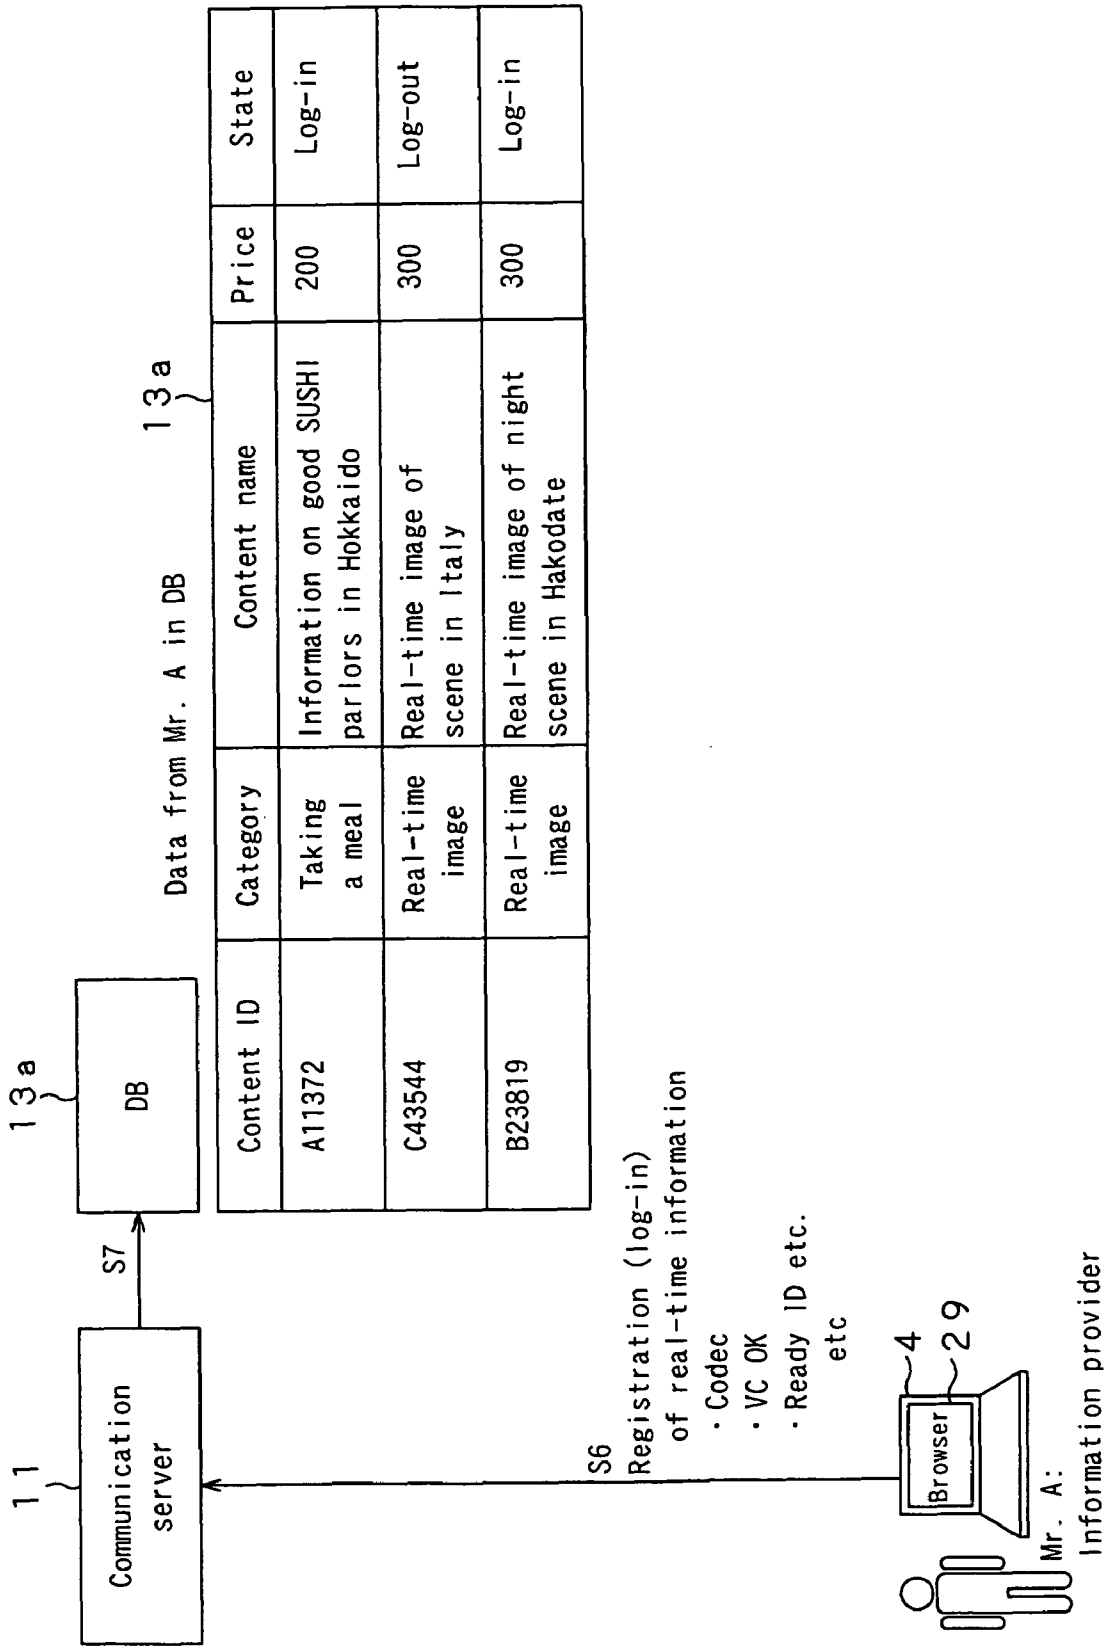 11
Communication
server
S7
13a
DB
Data from Mr. A in DB
13a
Content ID
Category
Content name
Price
State
A11372
Taking
a meal
Information on good SUSHI
parlors in Hokkaido
200
Log-in
C43544
Real-time
image
Real-time image of
scene in Italy
300
Log-out
B23819
Real-time
image
Real-time image of night
scene in Hakodate
300
Log-in
S6
Registration (log-in)
of real-time information
・Codec
・VC OK
・Ready ID etc.
etc
Browser
4
29
Mr. A:
Information provider